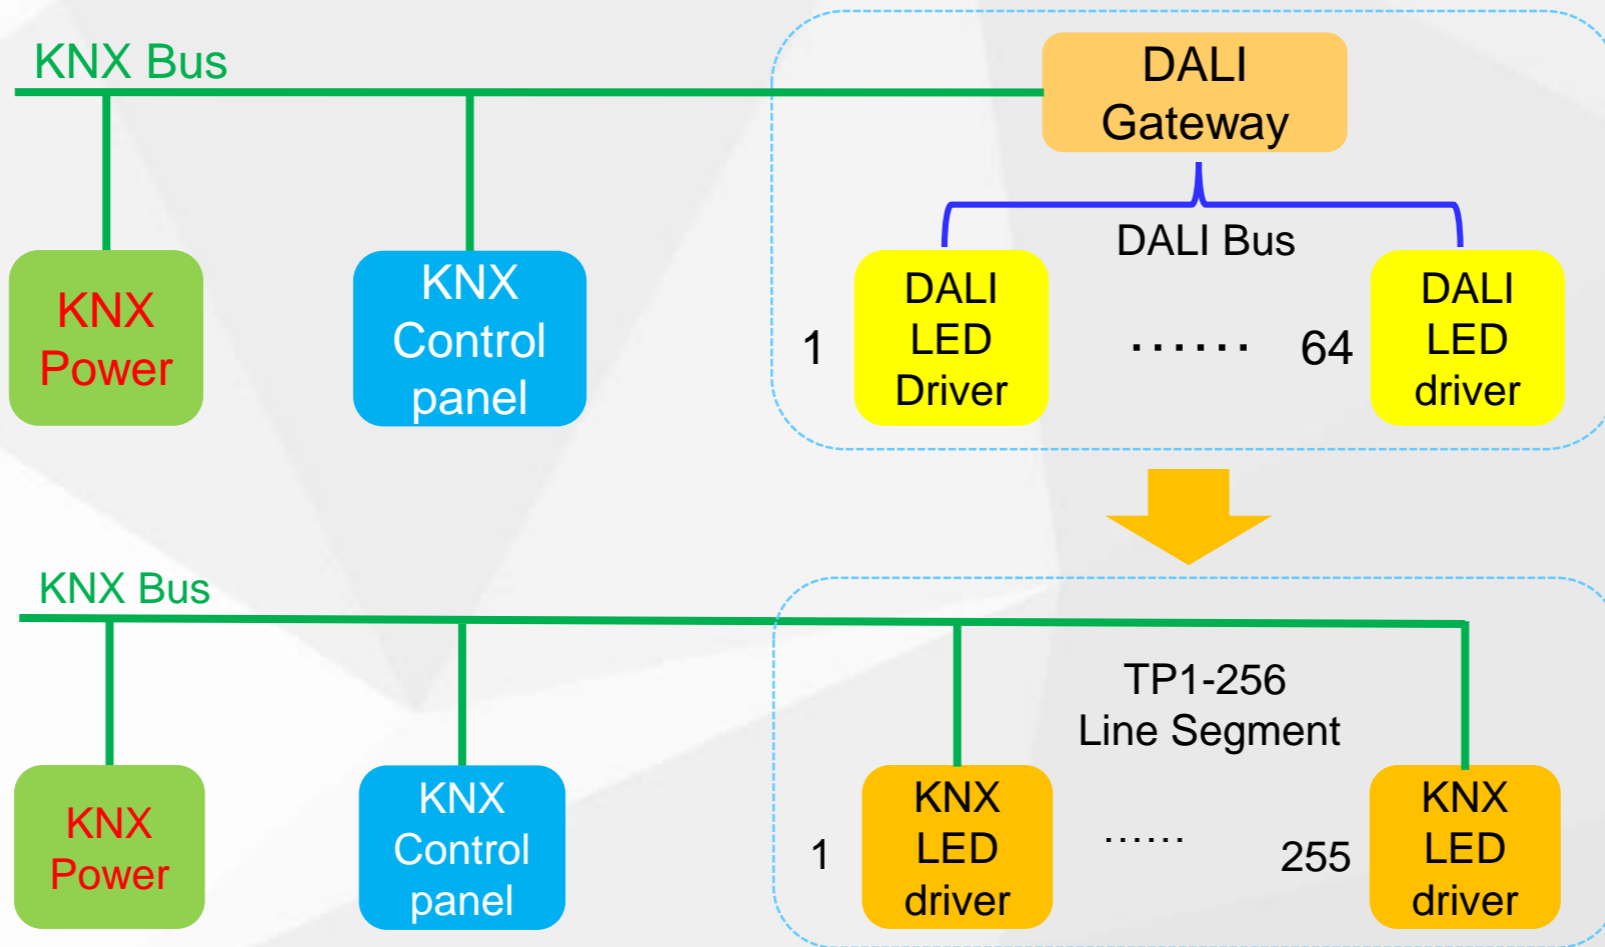 KNX Bus
DALI
Gateway
DALI Bus
KNX
Power
KNX
Control
panel
1
DALI
LED
Driver
······
64
DALI
LED
driver
KNX Bus
TP1-256
Line Segment
KNX
Power
KNX
Control
panel
1
KNX
LED
driver
······
255
KNX
LED
driver